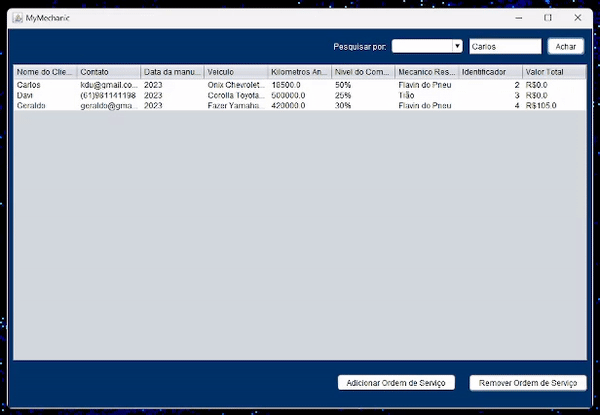 MyMechanic
Pesquisar por: Carlos Achar
Nome do Clie... Contato Data da manu... Veiculo Kilometros An... Nivel do Com... Mecanico Res... Identificador Valor Total
Carlos kdu@gmail.co... 2023 Onix Chevrolet... 18500.0 50% Flavin do Pneu 2 R$0.0
Davi (61)981141198 2023 Corolla Toyota... 500000.0 25% Tião 3 R$0.0
Geraldo geraldo@gma... 2023 Fazer Yamaha... 420000.0 30% Flavin do Pneu 4 R$105.0
Adicionar Ordem de Serviço Remover Ordem de Serviço